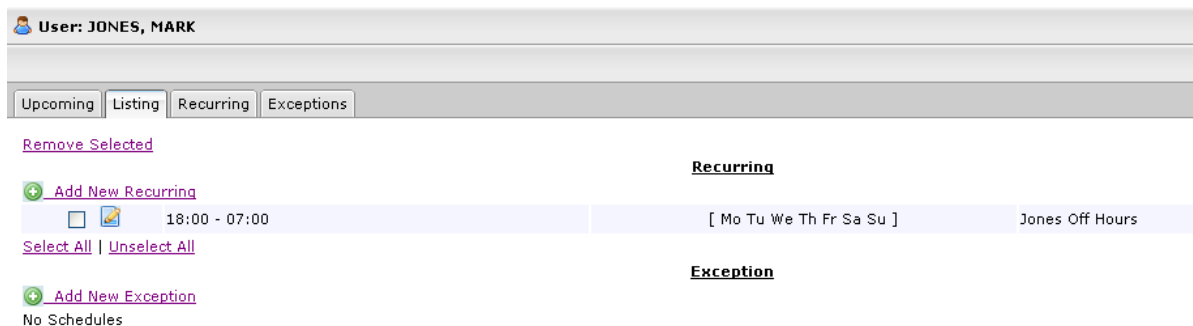 User: JONES, MARK
Upcoming Listing Recurring Exceptions
Remove Selected
Recurring
Add New Recurring
18:00 - 07:00 [ Mo Tu We Th Fr Sa Su ] Jones Off Hours
Select All | Unselect All
Exception
Add New Exception
No Schedules